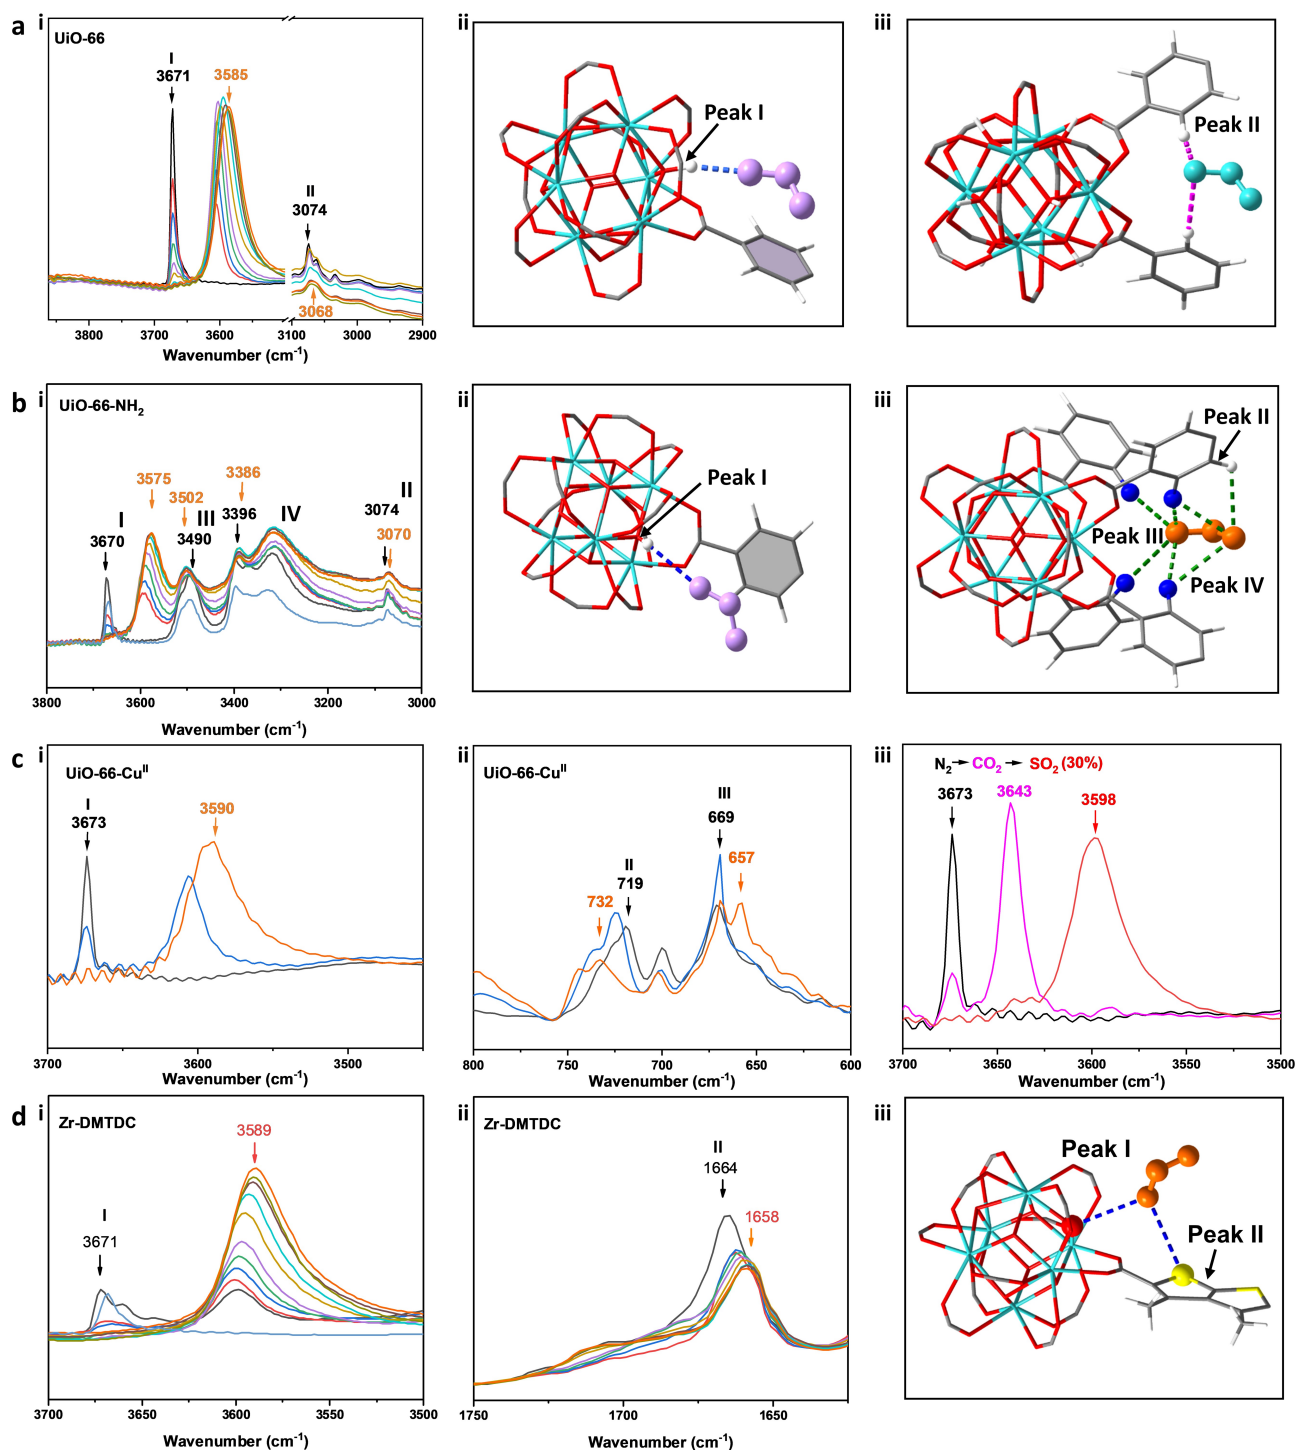 a
i
UiO-66
I
3671
3585
II
3074
3068
3800
3600
3100
3000
2900
Wavenumber (cm-1)
ii
Peak I
iii
Peak II
b
i
UiO-66-NH2
I
3670
3575
3502
III
3490
3386
3396
IV
II
3074
3070
3800
3600
3400
3200
3000
Wavenumber (cm-1)
ii
Peak I
iii
Peak II
Peak III
Peak IV
c
i
UiO-66-CuII
I
3673
3590
3700
3600
3500
Wavenumber (cm-1)
ii
UiO-66-CuII
III
669
II
719
657
732
800
750
700
650
600
Wavenumber (cm-1)
iii
N2→CO2→SO2(30%)
3673
3643
3598
3700
3650
3600
3550
3500
Wavenumber (cm-1)
d
i
Zr-DMTDC
I
3671
3589
3700
3650
3600
3550
3500
Wavenumber (cm-1)
ii
Zr-DMTDC
II
1664
1658
1750
1700
1650
Wavenumber (cm-1)
iii
Peak I
Peak II